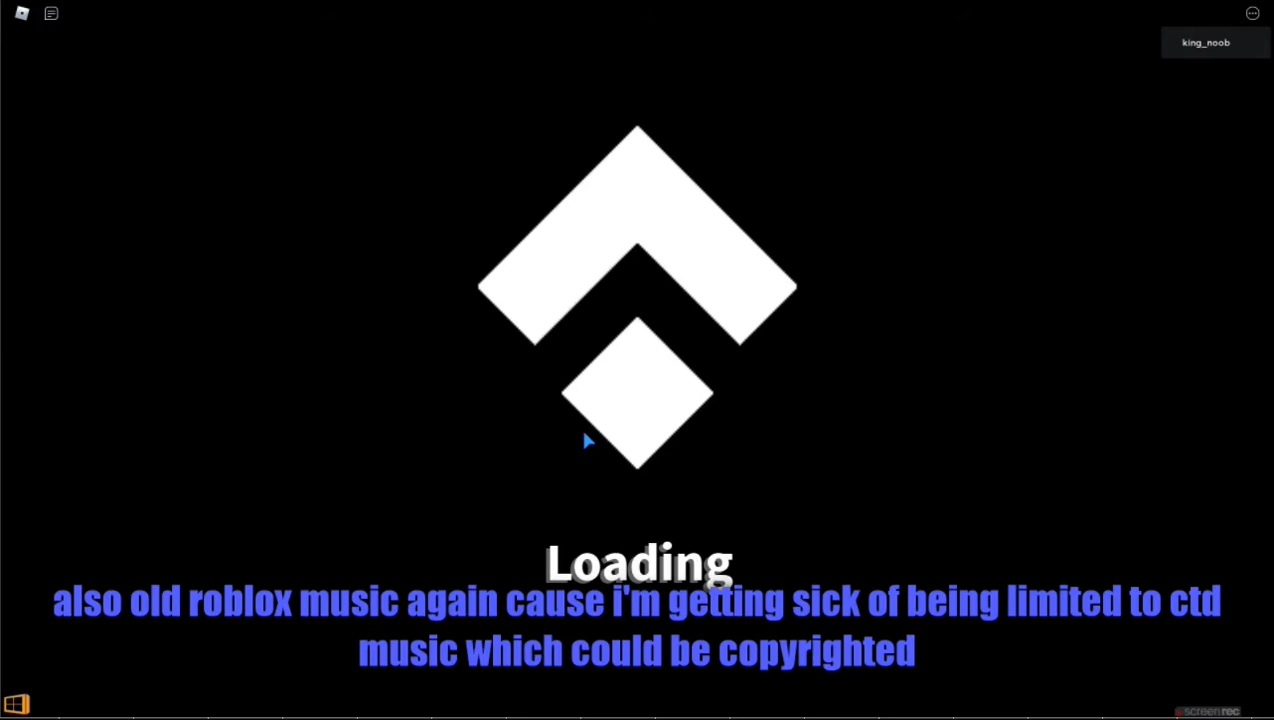 king_noob
Loading
also old roblox music again cause i'm getting sick of being limited to ctd
music which could be copyrighted
screenrec